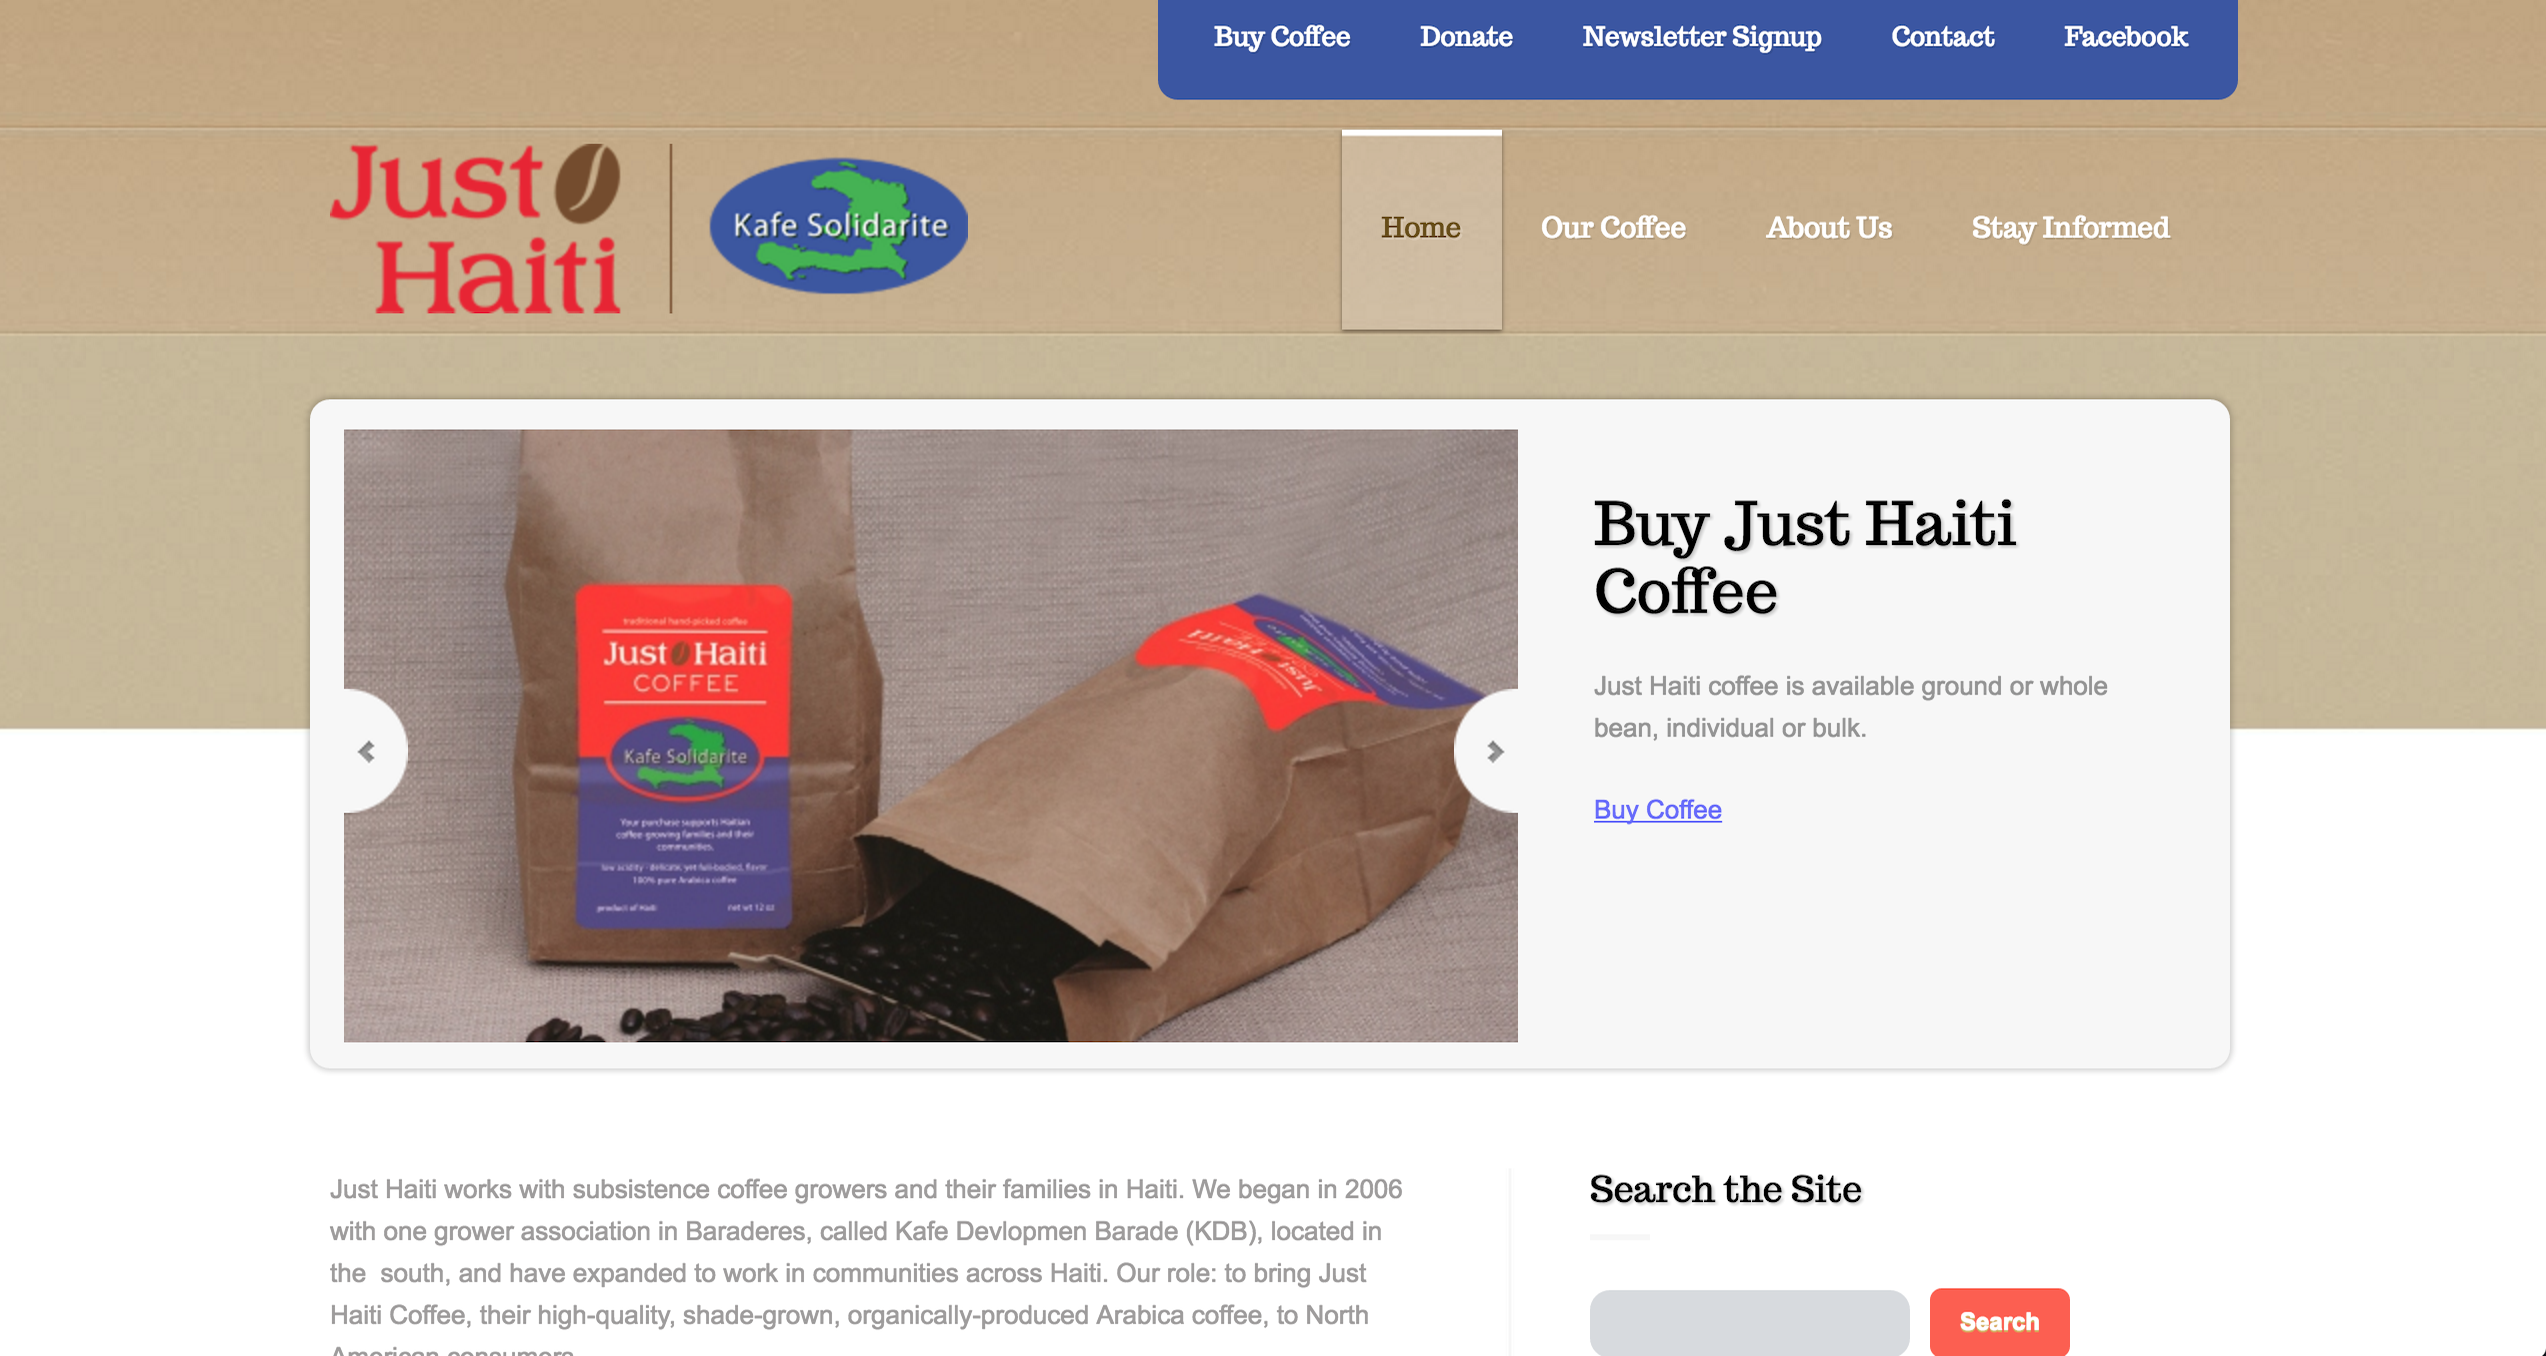 Buy Coffee Donate Newsletter Signup Contact Facebook
Just
Haiti
Kafe Solidarite
Home Our Coffee About Us Stay Informed
traditional hand-picked coffee
Just Haiti
COFFEE
Kafe Solidarite
Your purchase supports Haitian
coffee-growing families and their
communities.
low acidity - delicate, yet full-bodied, flavor
100% pure Arabica coffee
product of Haiti net wt 12 oz
Just Haiti
Buy Just Haiti
Coffee
Just Haiti coffee is available ground or whole
bean, individual or bulk.
Buy Coffee
Just Haiti works with subsistence coffee growers and their families in Haiti. We began in 2006
with one grower association in Baraderes, called Kafe Devlopmen Barade (KDB), located in
the south, and have expanded to work in communities across Haiti. Our role: to bring Just
Haiti Coffee, their high-quality, shade-grown, organically-produced Arabica coffee, to North
American consumers.
Search the Site
Search